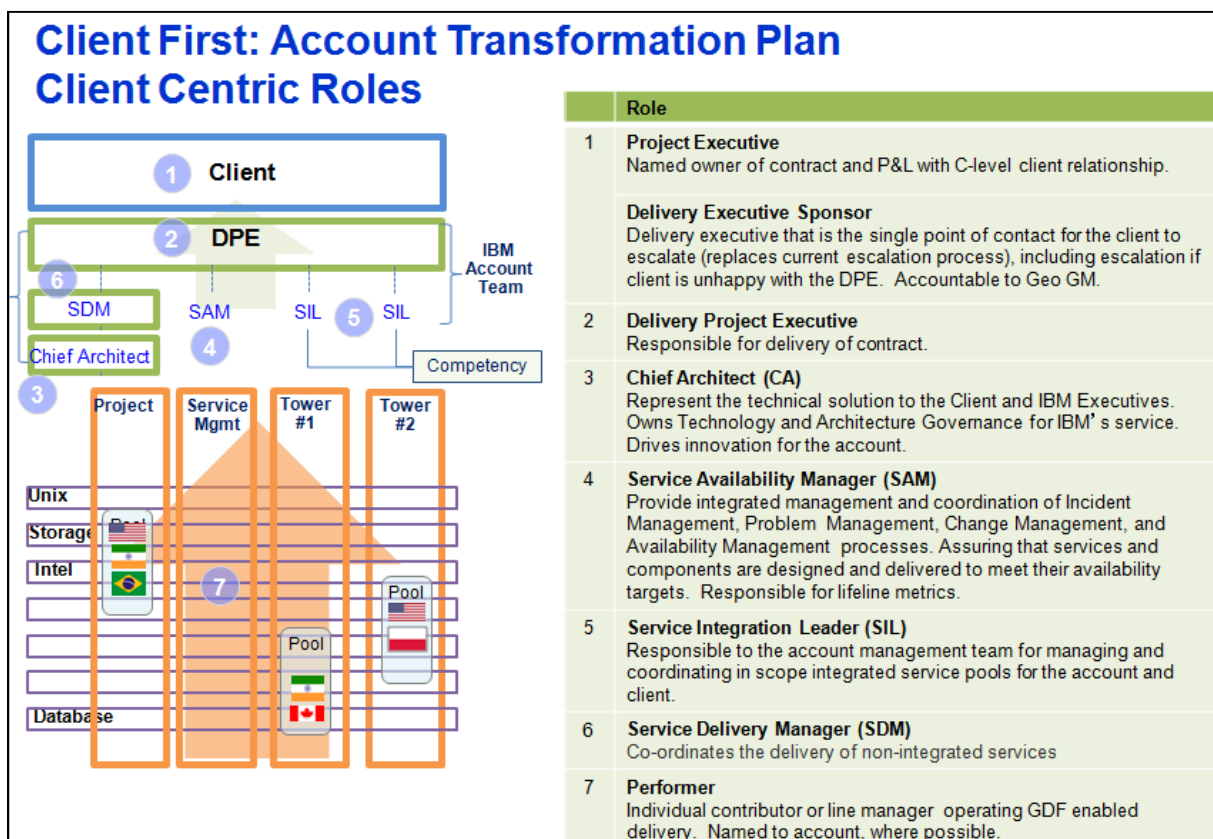 Client First: Account Transformation Plan
Client Centric Roles
1
Client
2
DPE
IBM
Account
Team
6
SDM
SAM
SIL
5
SIL
4
Chief Architect
Competency
3
Project
Service
Mgmt
Tower
#1
Tower
#2
Unix
Pool
Storage
Intel
7
Pool
Pool
Database
Role
1
Project Executive
Named owner of contract and P&L with C-level client relationship.
Delivery Executive Sponsor
Delivery executive that is the single point of contact for the client to
escalate (replaces current escalation process), including escalation if
client is unhappy with the DPE.  Accountable to Geo GM.
2
Delivery Project Executive
Responsible for delivery of contract.
3
Chief Architect (CA)
Represent the technical solution to the Client and IBM Executives.
Owns Technology and Architecture Governance for IBM's service.
Drives innovation for the account.
4
Service Availability Manager (SAM)
Provide integrated management and coordination of Incident
Management, Problem Management, Change Management, and
Availability Management processes. Assuring that services and
components are designed and delivered to meet their availability
targets.  Responsible for lifeline metrics.
5
Service Integration Leader (SIL)
Responsible to the account management team for managing and
coordinating in scope integrated service pools for the account and
client.
6
Service Delivery Manager (SDM)
Co-ordinates the delivery of non-integrated services
7
Performer
Individual contributor or line manager operating GDF enabled
delivery.  Named to account, where possible.